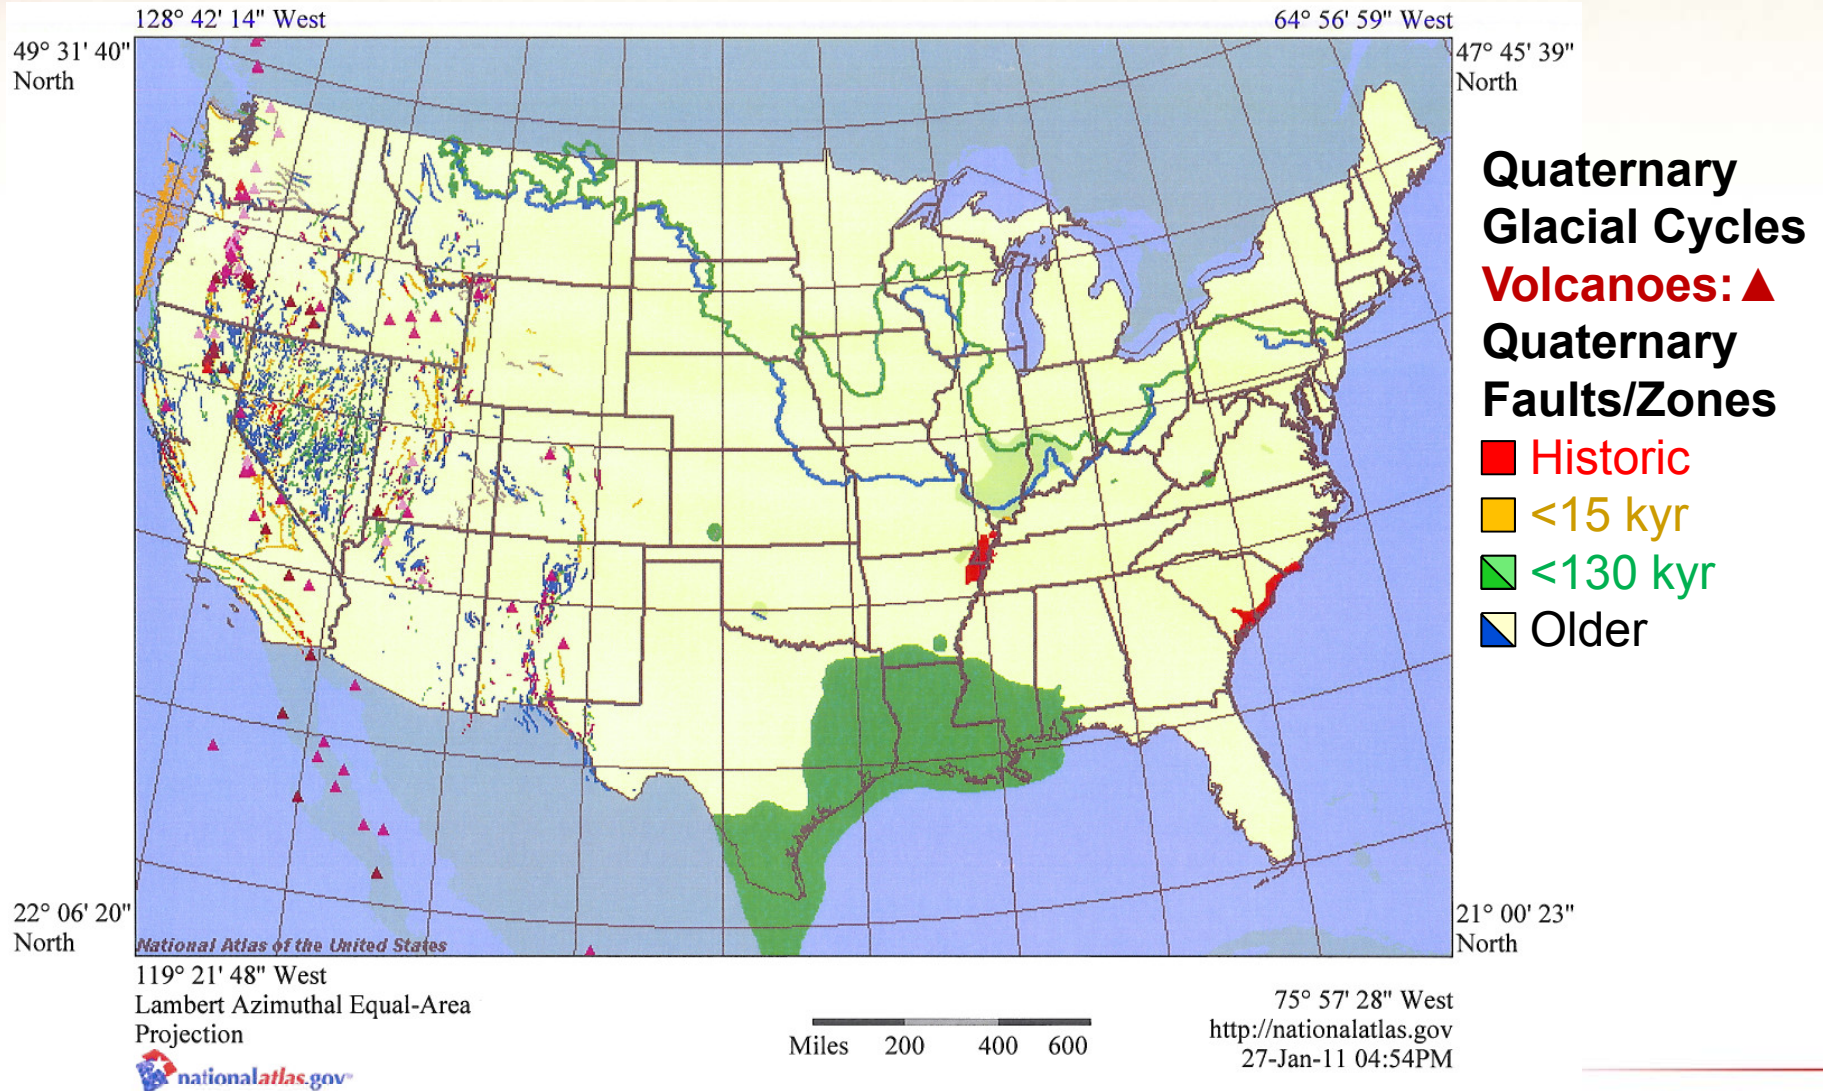 128° 42' 14" West
64° 56' 59" West
49° 31' 40"
North
47° 45' 39"
North
Quaternary
Glacial Cycles
Volcanoes:
Quaternary
Faults/Zones
Historic
<15 kyr
<130 kyr
Older
22° 06' 20"
North
21° 00' 23"
North
National Atlas of the United States
119° 21' 48" West
Lambert Azimuthal Equal-Area
Projection
nationalatlas.gov
Miles 200 400 600
75° 57' 28" West
http://nationalatlas.gov
27-Jan-11 04:54PM